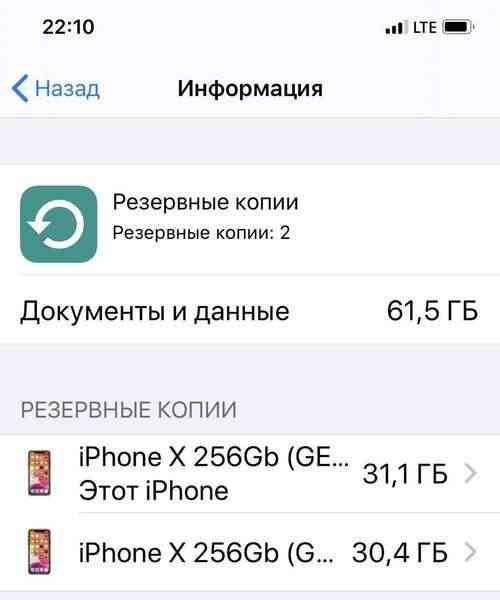 22:10 LTE
Назад Информация
Резервные копии
Резервные копии: 2
Документы и данные 61,5 ГБ
РЕЗЕРВНЫЕ КОПИИ
iPhone X 256Gb (GE... 31,1 ГБ
Этот iPhone
iPhone X 256Gb (G... 30,4 ГБ